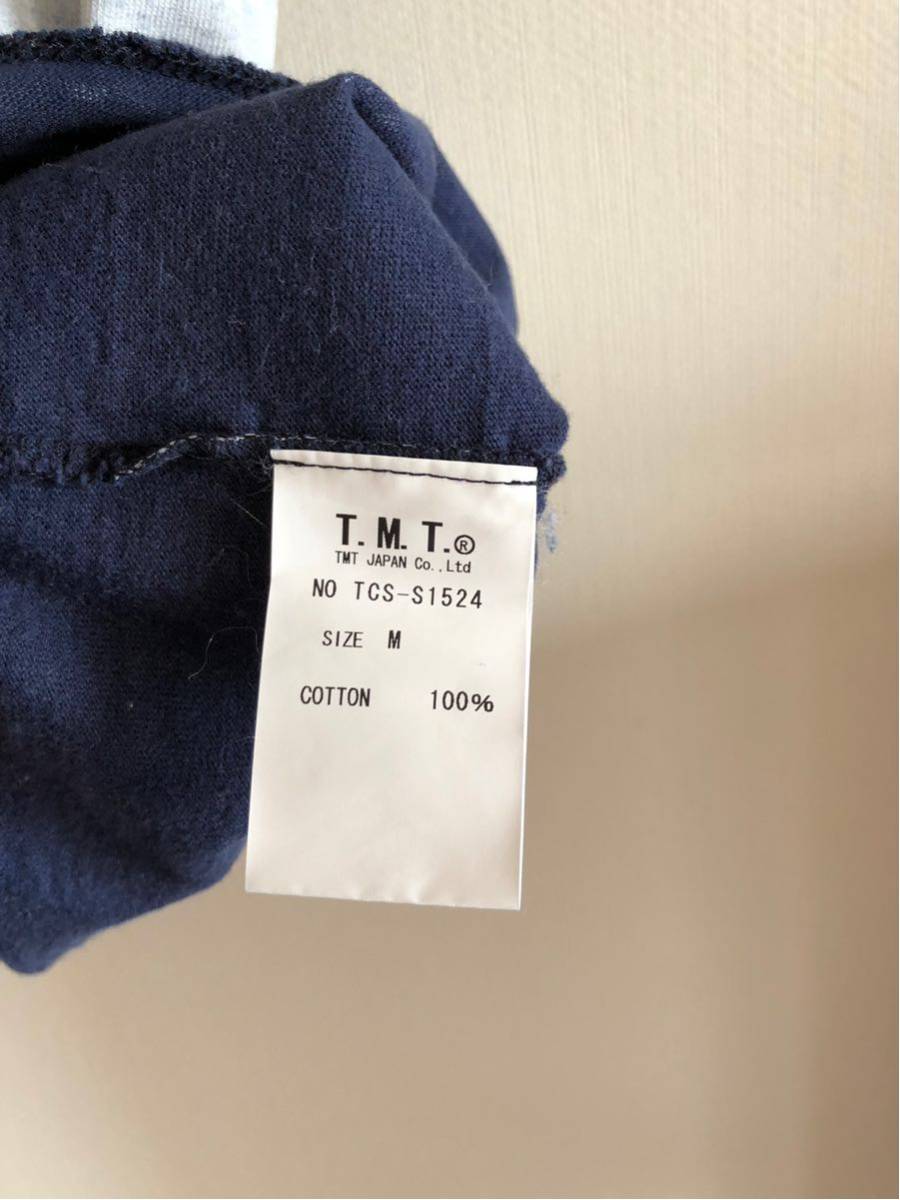 T.M.T.®
TMT JAPAN Co.,Ltd
NO TCS-S1524
SIZE M
COTTON 100%